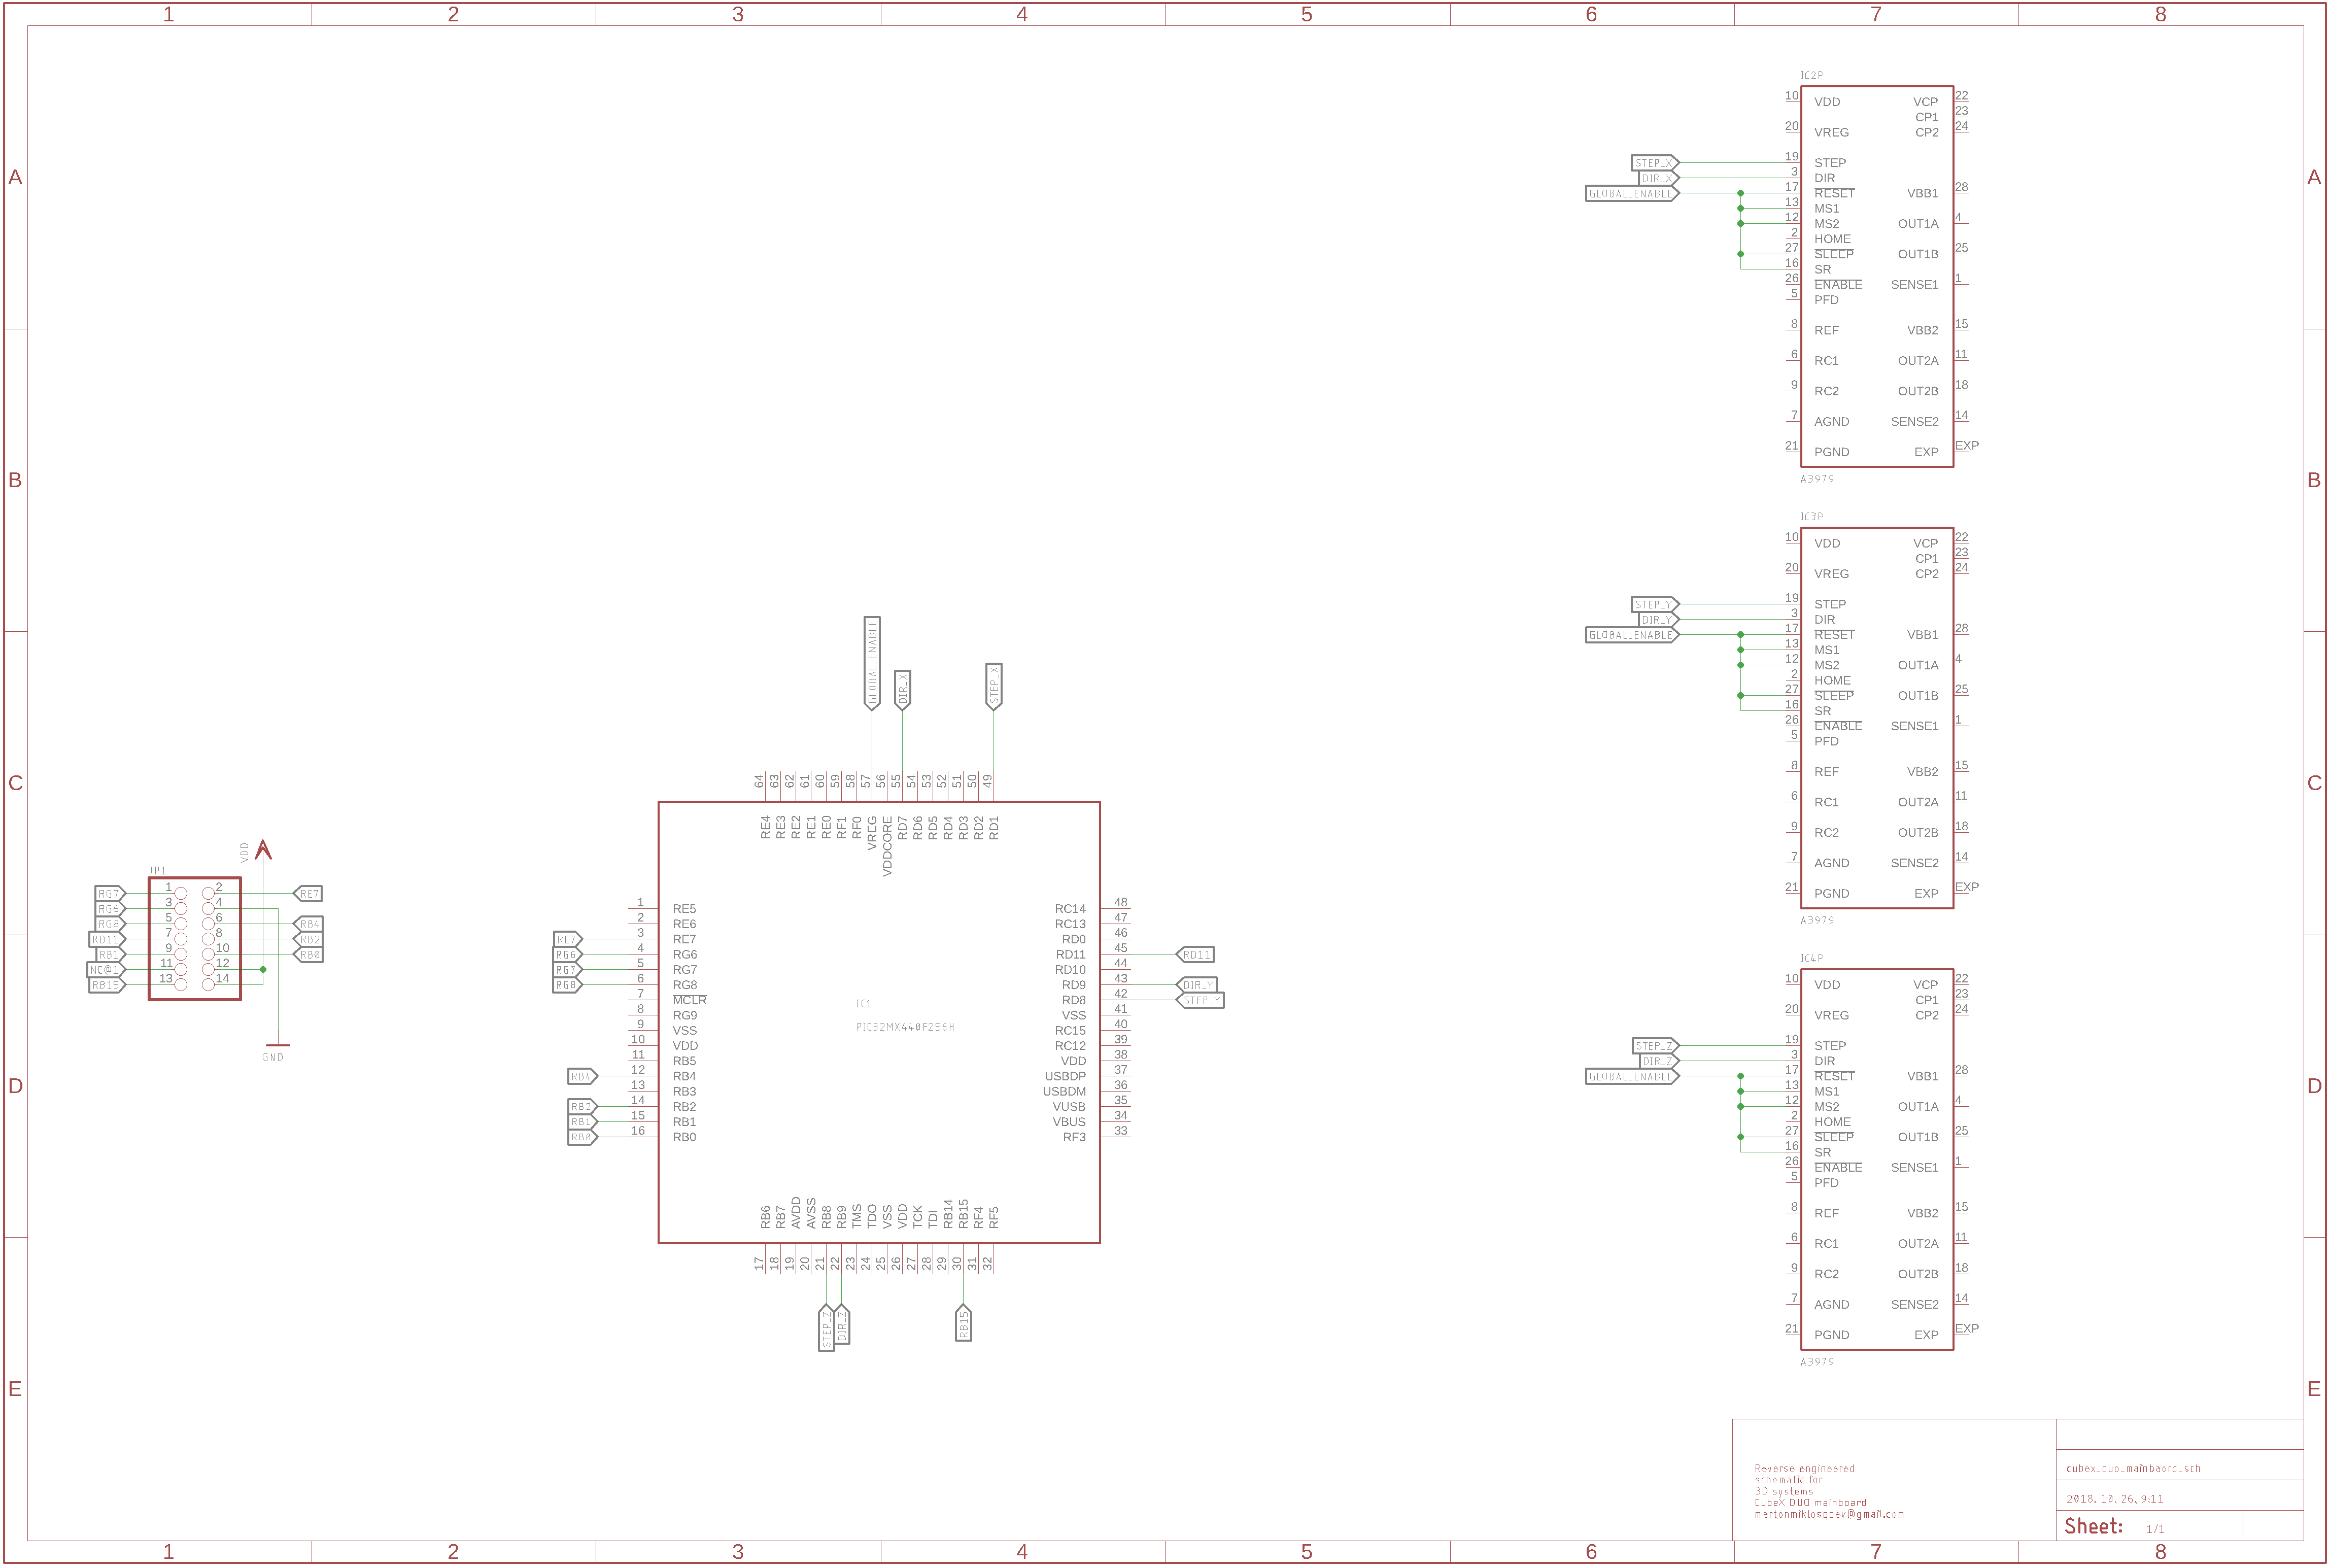 1 2 3 4 5 6 7 8
A A
B B
C C
D D
E E
IC2P
10 VDD VCP 22
CP1 23
20 VREG CP2 24
STEP_X 19 STEP
DIR_X 3 DIR
GLOBAL_ENABLE 17 RESET VBB1 28
13 MS1
12 MS2 OUT1A 4
2 HOME
27 SLEEP OUT1B 25
16 SR
26 ENABLE SENSE1 1
5 PFD
8 REF VBB2 15
6 RC1 OUT2A 11
9 RC2 OUT2B 18
7 AGND SENSE2 14
21 PGND EXP EXP
A3979
IC3P
10 VDD VCP 22
CP1 23
20 VREG CP2 24
STEP_Y 19 STEP
DIR_Y 3 DIR
GLOBAL_ENABLE 17 RESET VBB1 28
13 MS1
12 MS2 OUT1A 4
2 HOME
27 SLEEP OUT1B 25
16 SR
26 ENABLE SENSE1 1
5 PFD
8 REF VBB2 15
6 RC1 OUT2A 11
9 RC2 OUT2B 18
7 AGND SENSE2 14
21 PGND EXP EXP
A3979
IC4P
10 VDD VCP 22
CP1 23
20 VREG CP2 24
STEP_Z 19 STEP
DIR_Z 3 DIR
GLOBAL_ENABLE 17 RESET VBB1 28
13 MS1
12 MS2 OUT1A 4
2 HOME
27 SLEEP OUT1B 25
16 SR
26 ENABLE SENSE1 1
5 PFD
8 REF VBB2 15
6 RC1 OUT2A 11
9 RC2 OUT2B 18
7 AGND SENSE2 14
21 PGND EXP EXP
A3979
VDD
JP1
RG7 1 2 RE7
RG6 3 4
RG8 5 6 RB4
RD11 7 8 RB2
RB1 9 10 RB0
NC@1 11 12
RB15 13 14
GND
GLOBAL_ENABLE DIR_X STEP_X
64 63 62 61 60 59 58 57 56 55 54 53 52 51 50 49
RE4 RE3 RE2 RE1 RE0 RF1 RF0 VREG VDDCORE RD7 RD6 RD5 RD4 RD3 RD2 RD1
1 RE5 RC14 48
2 RE6 RC13 47
RE7 3 RE7 RD0 46
RG6 4 RG6 RD11 45 RD11
RG7 5 RG7 RD10 44
RG8 6 RG8 RD9 43 DIR_Y
7 MCLR RD8 42 STEP_Y
8 RG9 VSS 41
9 VSS RC15 40
10 VDD RC12 39
11 RB5 VDD 38
RB4 12 RB4 USBDP 37
13 RB3 USBDM 36
RB2 14 RB2 VUSB 35
RB1 15 RB1 VBUS 34
RB0 16 RB0 RF3 33
IC1
PIC32MX440F256H
RB6 RB7 AVDD AVSS RB8 RB9 TMS TDO VSS VDD TCK TDI RB14 RB15 RF4 RF5
17 18 19 20 21 22 23 24 25 26 27 28 29 30 31 32
STEP_Z DIR_Z RB15
Reverse engineered
schematic for
3D systems
CubeX DUO mainboard
martonmiklosqdev@gmail.com
cubex_duo_mainbaord_sch
2018. 10. 26. 9:11
Sheet: 1/1
1 2 3 4 5 6 7 8